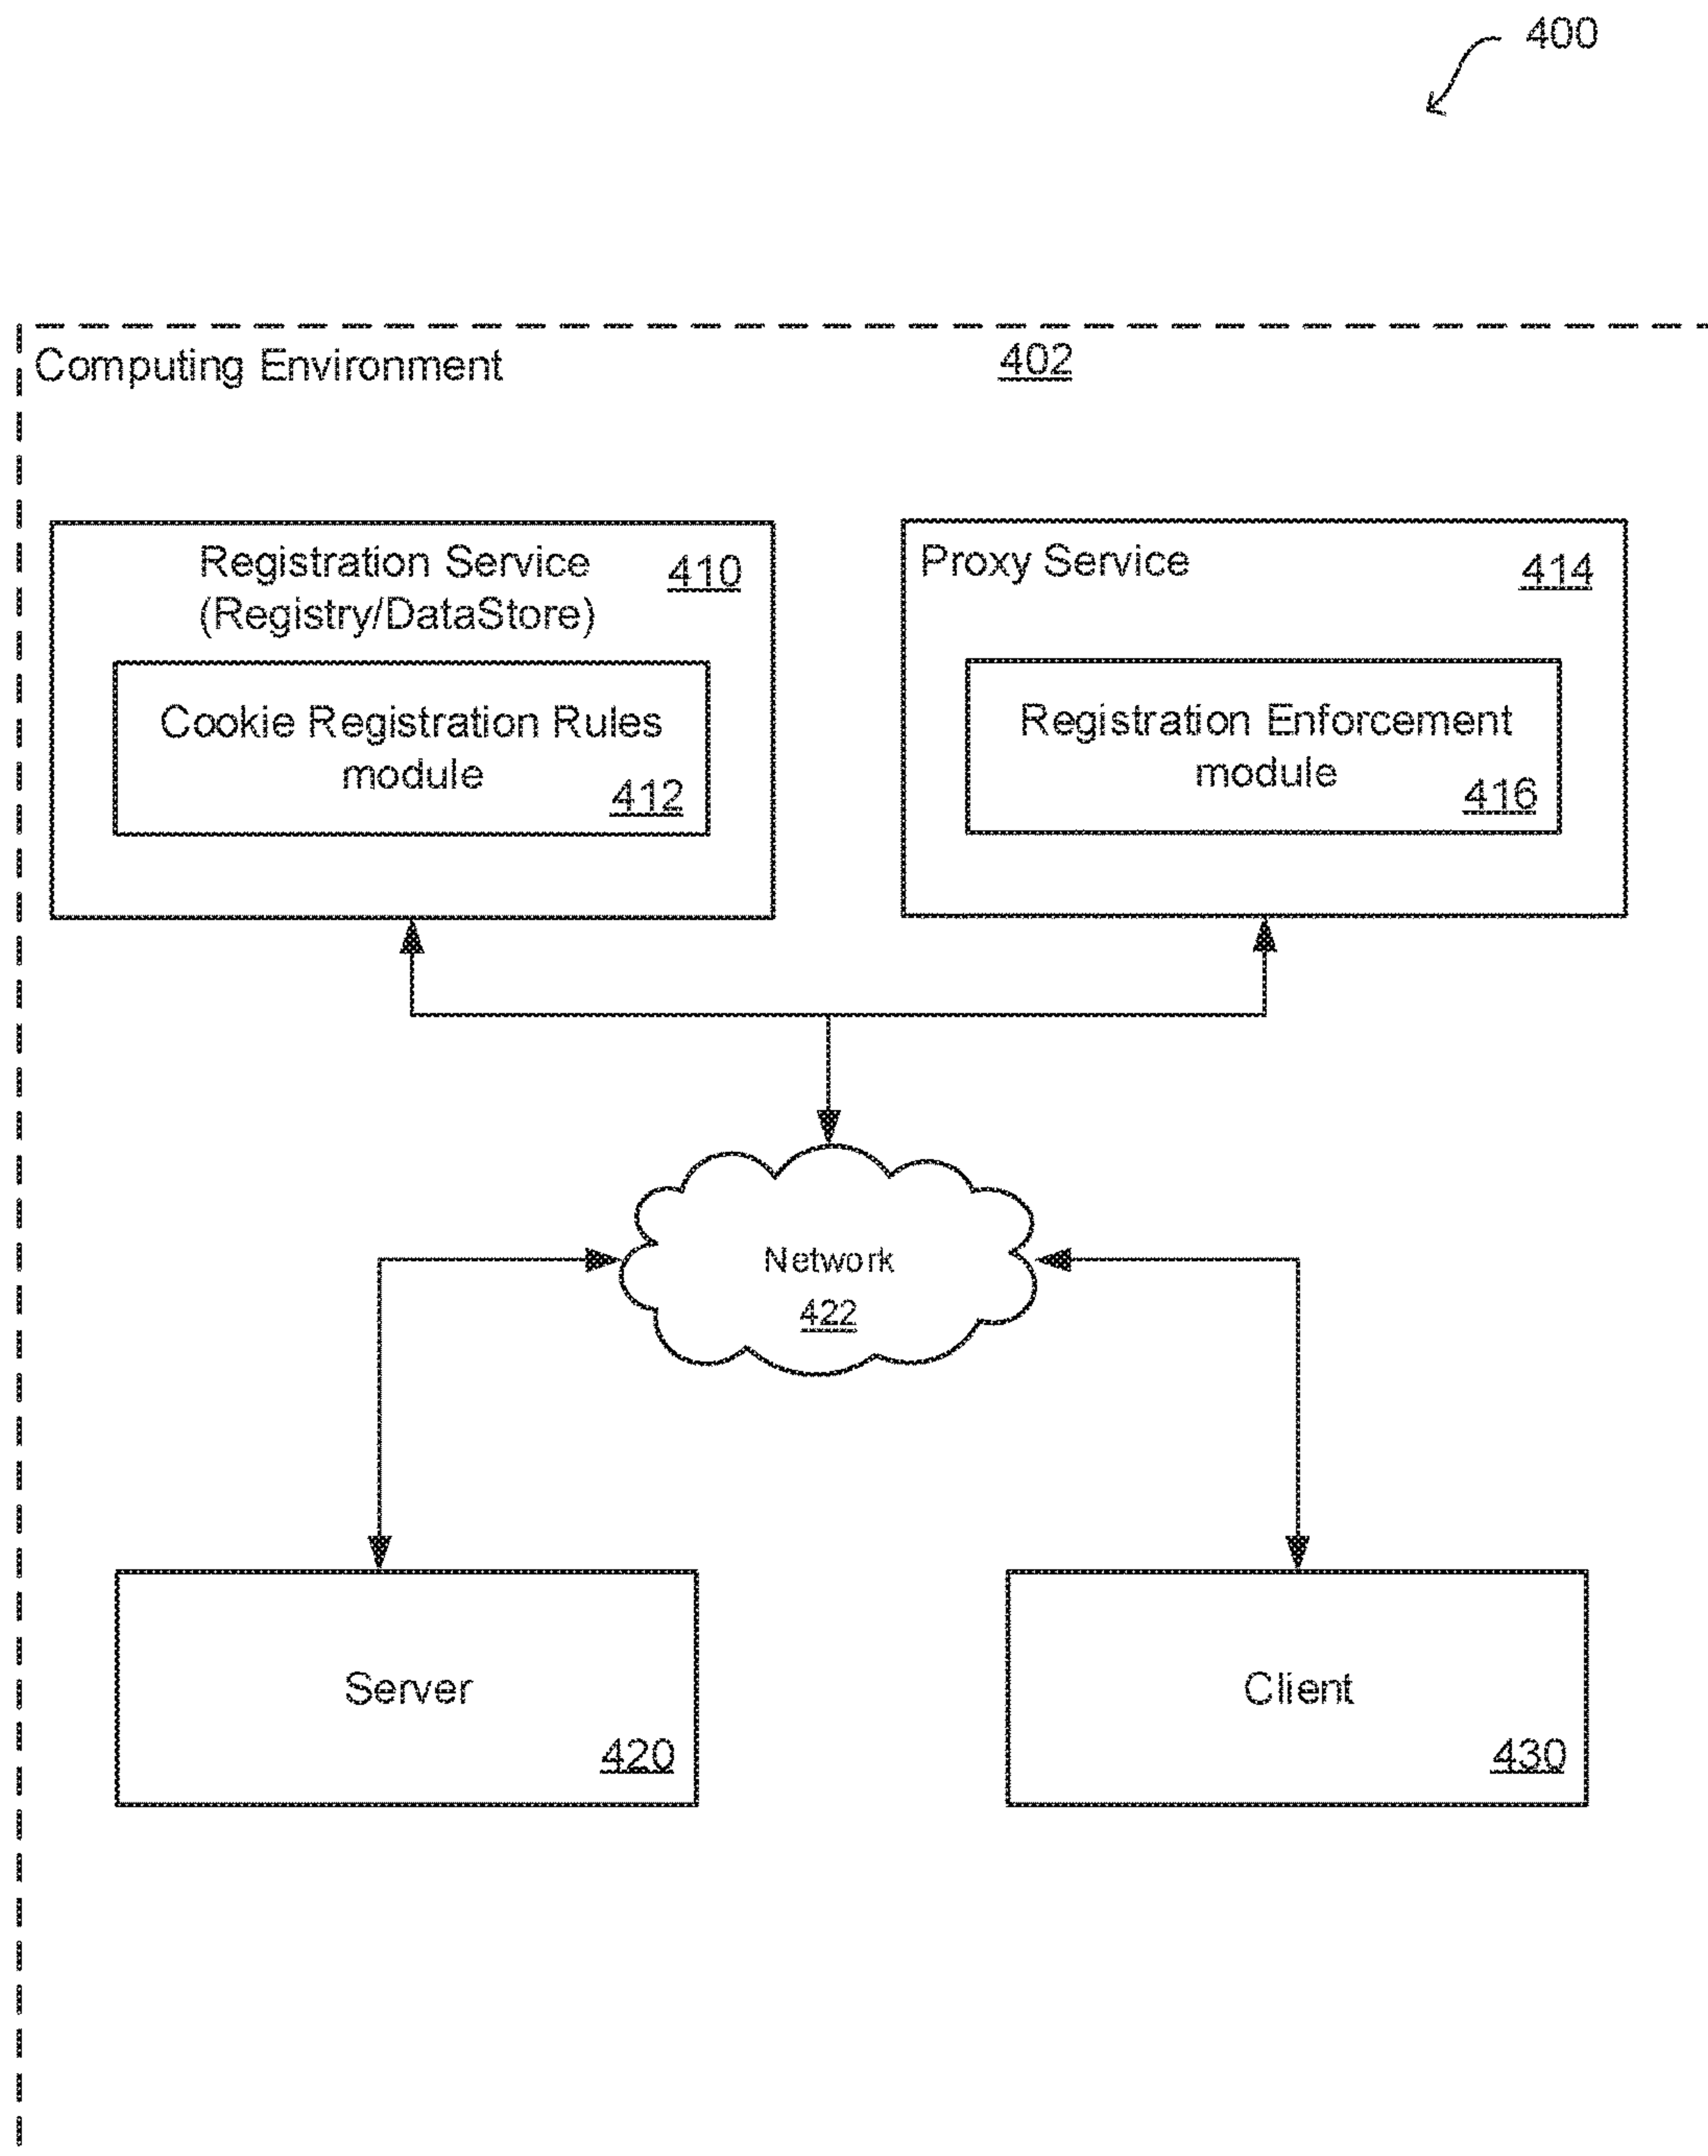 400
Computing Environment 402
Registration Service 410
(Registry/DataStore)
Cookie Registration Rules
module 412
Proxy Service 414
Registration Enforcement
module 416
Network
422
Server
420
Client
430